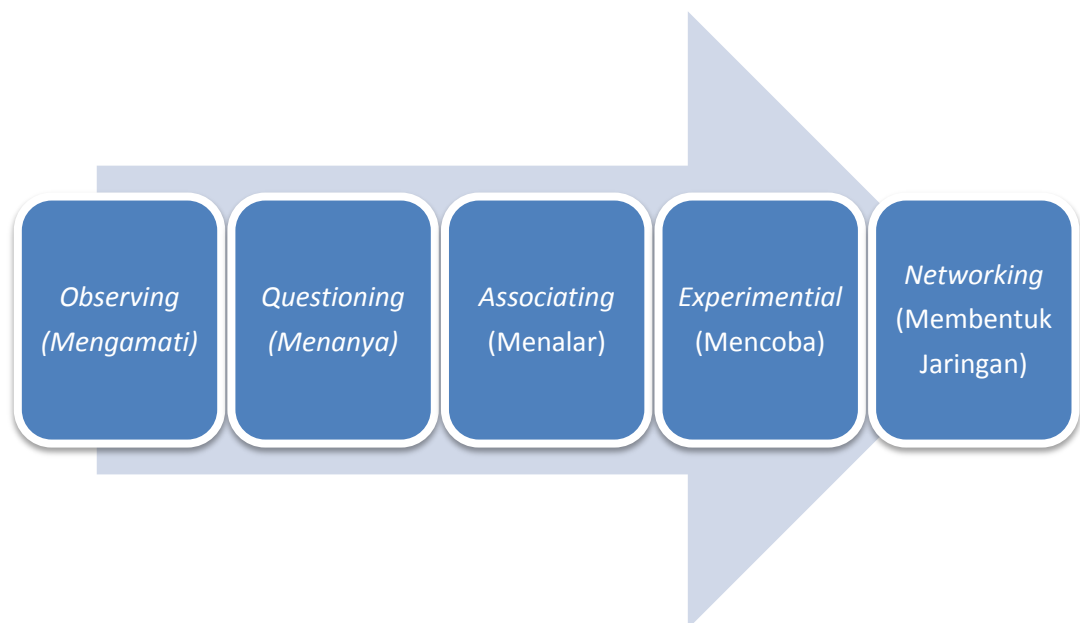 Observing
(Mengamati)
Questioning
(Menanya)
Associating
(Menalar)
Experimential
(Mencoba)
Networking
(Membentuk
Jaringan)